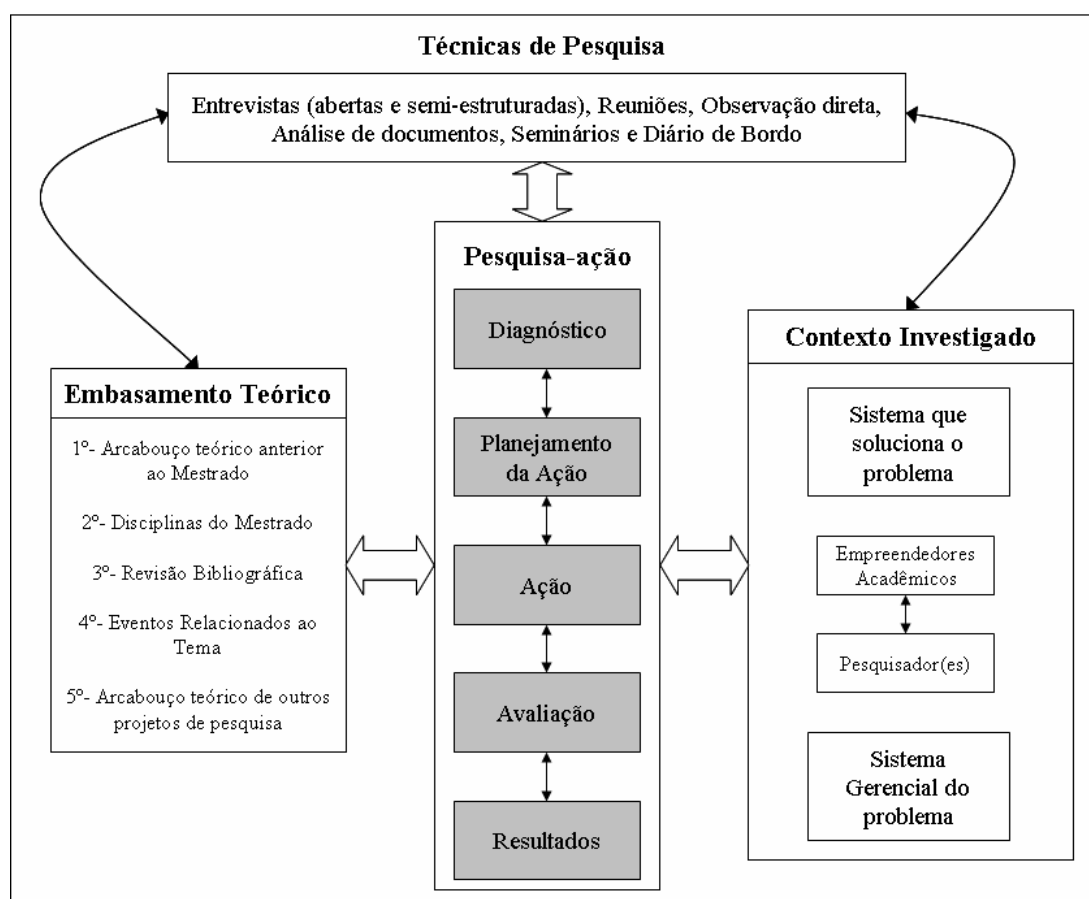 Técnicas de Pesquisa
Entrevistas (abertas e semi-estruturadas), Reuniões, Observação direta,
Análise de documentos, Seminários e Diário de Bordo
Embasamento Teórico
1º- Arcabouço teórico anterior
ao Mestrado
2º- Disciplinas do Mestrado
3º- Revisão Bibliográfica
4º- Eventos Relacionados ao
Tema
5º- Arcabouço teórico de outros
projetos de pesquisa
Pesquisa-ação
Diagnóstico
Planejamento
da Ação
Ação
Avaliação
Resultados
Contexto Investigado
Sistema que
soluciona o
problema
Empreendedores
Acadêmicos
Pesquisador(es)
Sistema
Gerencial do
problema